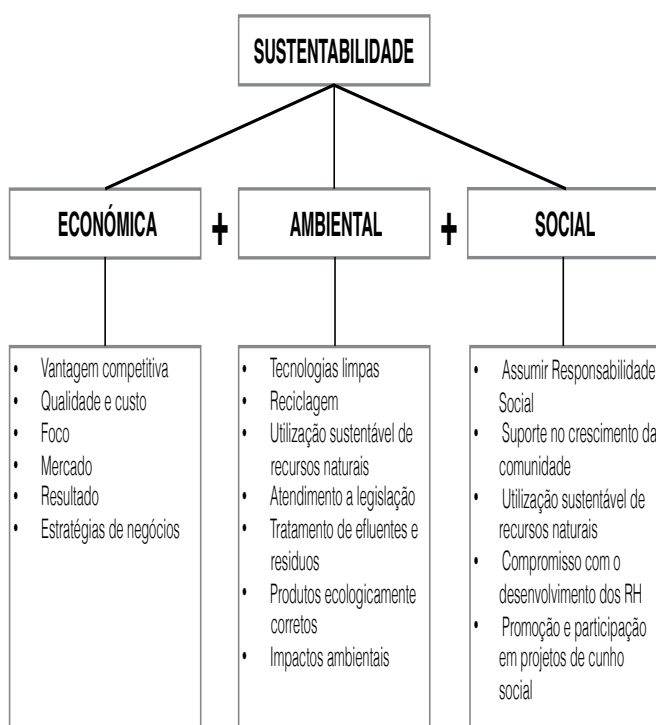 SUSTENTABILIDADE
ECONÓMICA + AMBIENTAL + SOCIAL
• Vantagem competitiva
• Qualidade e custo
• Foco
• Mercado
• Resultado
• Estratégias de negócios
• Tecnologias limpas
• Reciclagem
• Utilização sustentável de
recursos naturais
• Atendimento a legislação
• Tratamento de efluentes e
residuos
• Produtos ecologicamente
corretos
• Impactos ambientais
• Assumir Responsabilidade
Social
• Suporte no crescimento da
comunidade
• Utilização sustentável de
recursos naturais
• Compromisso com o
desenvolvimento dos RH
• Promoção e participação
em projetos de cunho
social